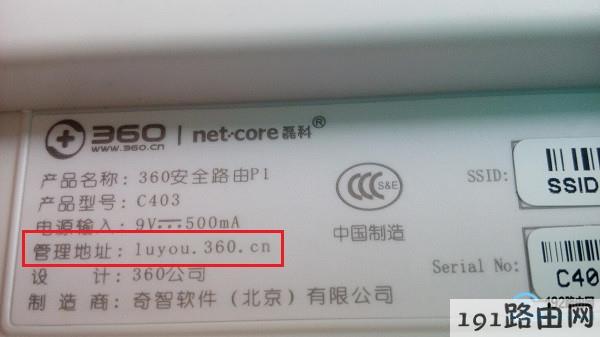 360 | net·core 磊科®
www.360.cn
产品名称: 360安全路由P1
产品型号: C403
电源输入: 9V⎓500mA
管理地址: luyou.360.cn
设 计: 360公司
制 造 商: 奇智软件（北京）有限公司
S&E
中国制造
SSID:
SSID
Serial No:
C40
191路由网